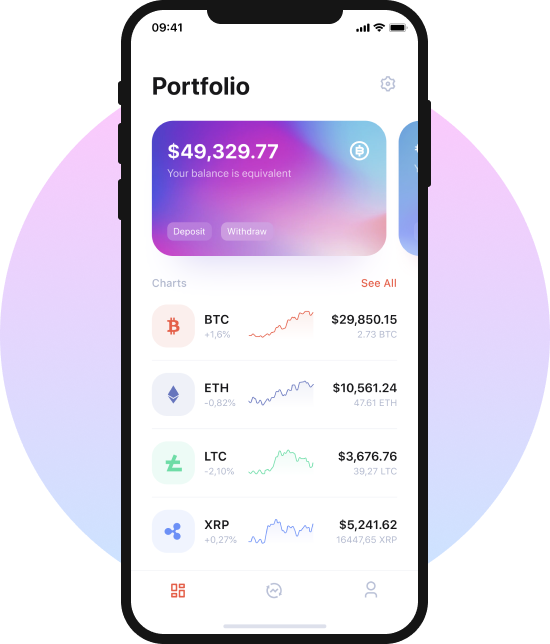 09:41
Portfolio
$49,329.77
Your balance is equivalent
Deposit Withdraw
Charts See All
BTC $29,850.15
+1,6% 2.73 BTC
ETH $10,561.24
-0,82% 47.61 ETH
LTC $3,676.76
-2,10% 39,27 LTC
XRP $5,241.62
+0,27% 16447,65 XRP